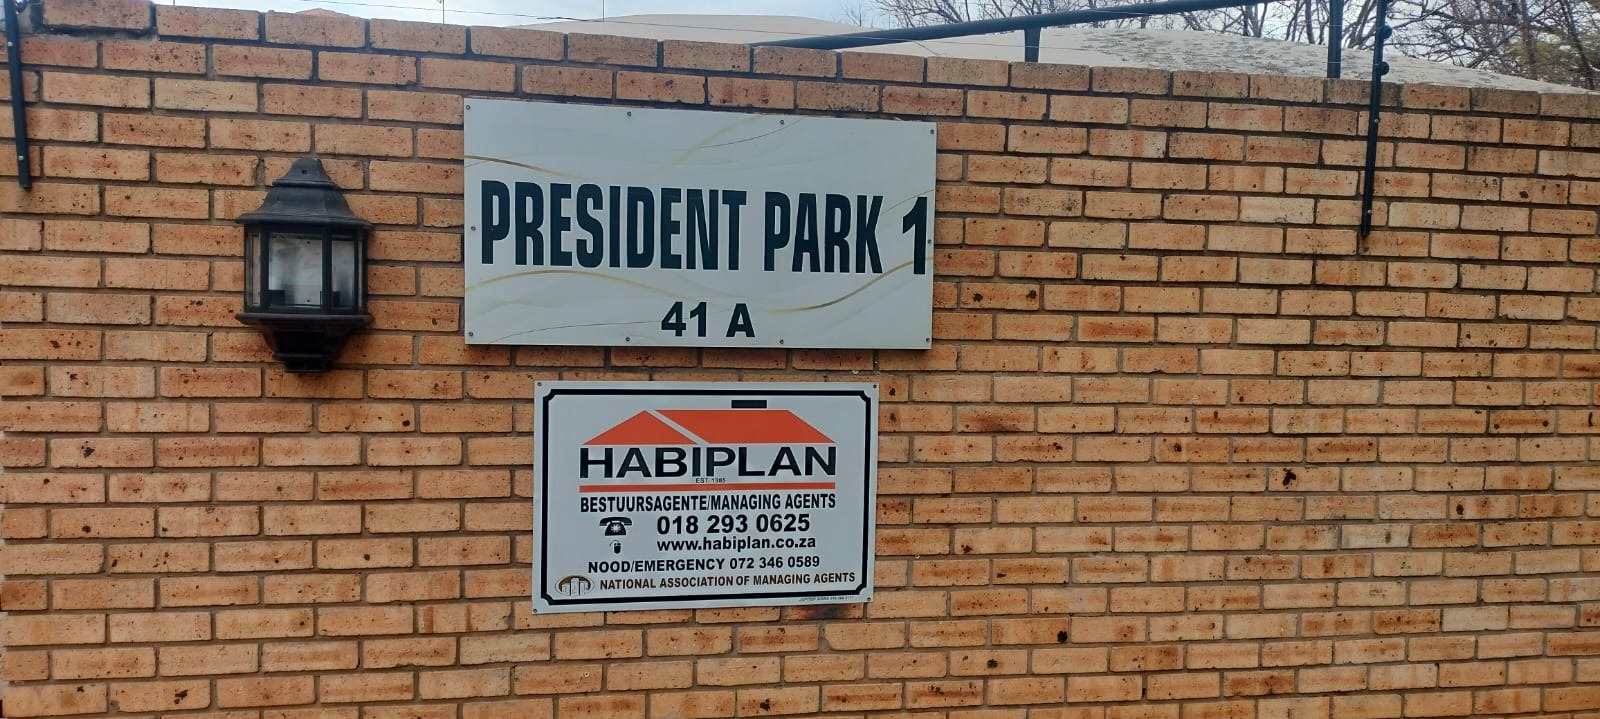 PRESIDENT PARK 1
41 A
HABIPLAN
EST. 1985
BESTUURSAGENTE/MANAGING AGENTS
018 293 0625
www.habiplan.co.za
NOOD/EMERGENCY 072 346 0589
NATIONAL ASSOCIATION OF MANAGING AGENTS